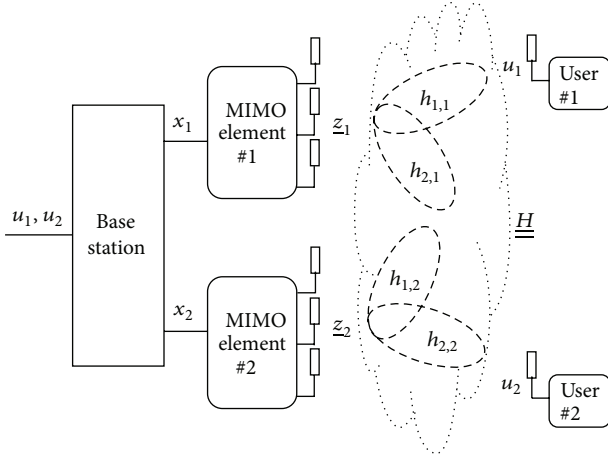 u1, u2
Base
station
x1
MIMO
element
#1
z1
x2
MIMO
element
#2
z2
h1,1
h2,1
h1,2
h2,2
H
u1
User
#1
u2
User
#2